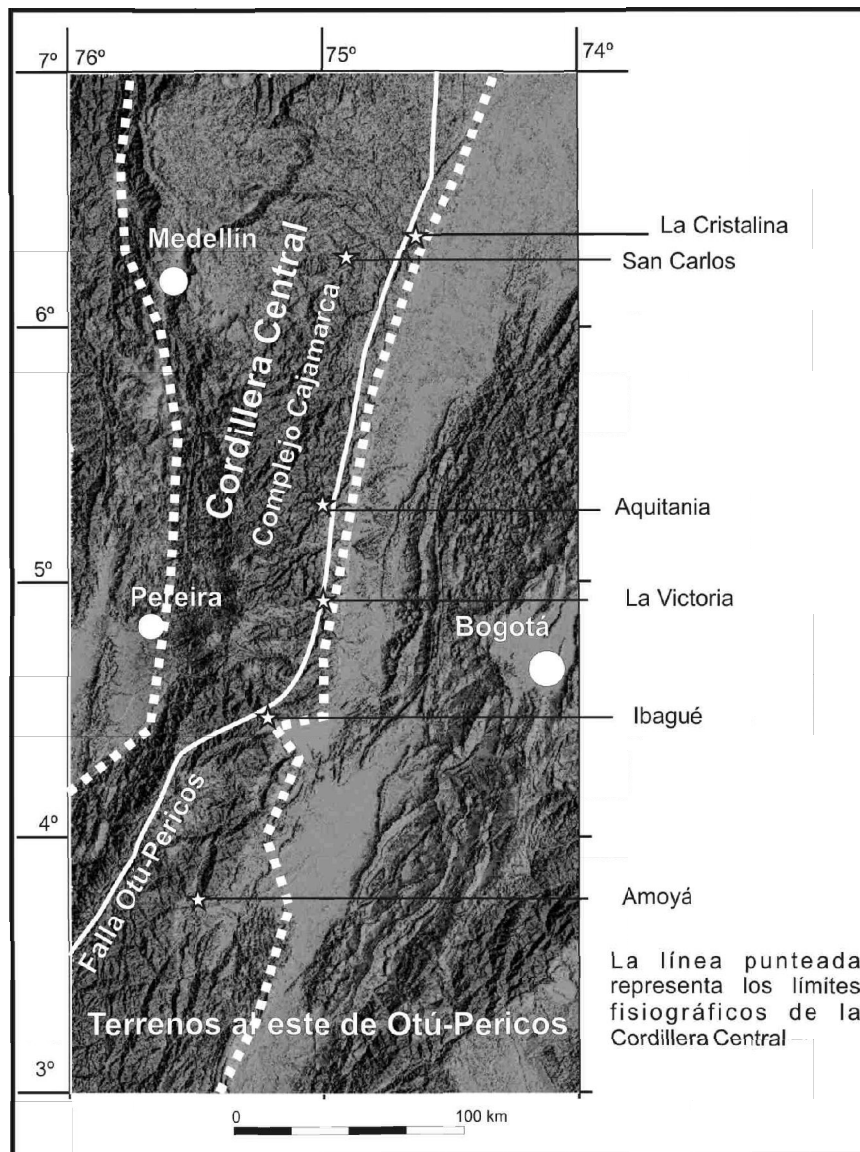 76º
75º
74º
7º
La Cristalina
Medellín
San Carlos
Cordillera Central
Complejo Cajamarca
6º
Aquitania
5º
Pereira
La Victoria
Bogotá
Ibagué
4º
Falla Otú-Pericos
Amoyá
La línea punteada
representa los límites
fisiográficos de la
Cordillera Central
Terrenos al este de Otú-Pericos
3º
0
100 km